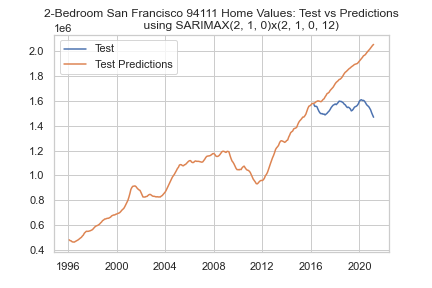 2-Bedroom San Francisco 94111 Home Values: Test vs Predictions
using SARIMAX(2, 1, 0)x(2, 1, 0, 12)
1e6
Test
Test Predictions
2.0
1.8
1.6
1.4
1.2
1.0
0.8
0.6
0.4
1996 2000 2004 2008 2012 2016 2020